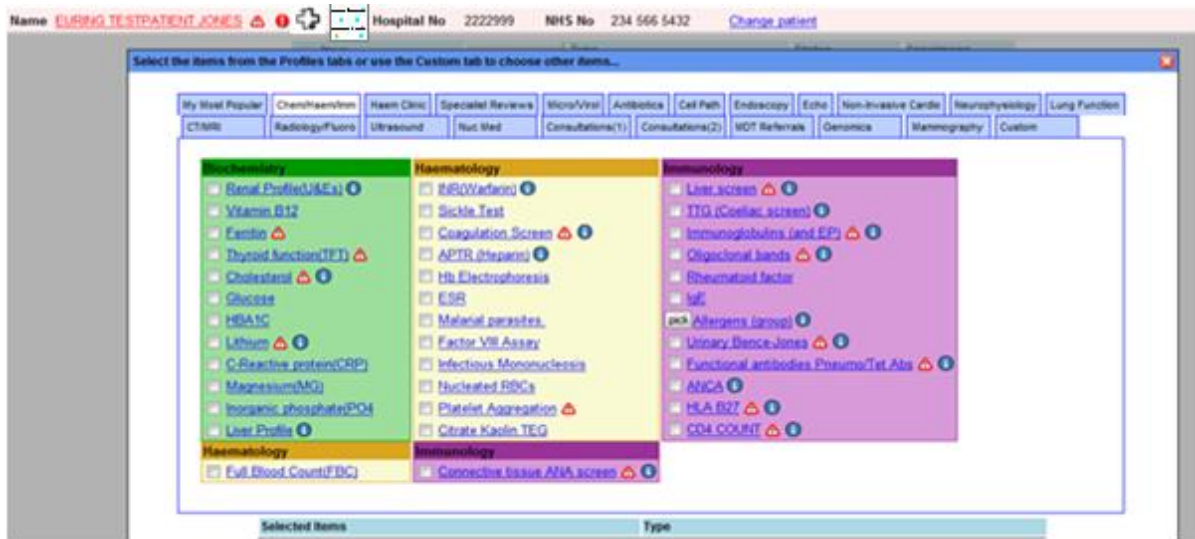 Name EURING TESTPATIENT JONES Hospital No 2222999 NHS No 234 566 5432 Change patient
Select the items from the Profiles tabs or use the Custom tab to choose other items...
My Most Popular Chem/Haem/Imm Haem Clinic Specialist Reviews Micro/Virol Antibiotics Cell Path Endoscopy Echo Non-Invasive Cardio Neurophysiology Lung Function
CT/MRI Radiology/Fluoro Ultrasound Nuc Med Consultations(1) Consultations(2) MDT Referrals Genomics Mammography Custom
Biochemistry
Renal Profile(U&Es)
Vitamin B12
Ferritin
Thyroid function(TFT)
Cholesterol
Glucose
HBA1C
Lithium
C-Reactive protein(CRP)
Magnesium(MG)
Inorganic phosphate(PO4
Liver Profile
Haematology
Full Blood Count(FBC)
Haematology
INR(Warfarin)
Sickle Test
Coagulation Screen
APTR (Heparin)
Hb Electrophoresis
ESR
Malarial parasites.
Factor VIII Assay
Infectious Mononucleosis
Nucleated RBCs
Platelet Aggregation
Citrate Kaolin TEG
Immunology
Connective tissue ANA screen
Immunology
Liver screen
TTG (Coeliac screen)
Immunoglobulins (and EP)
Oligoclonal bands
Rheumatoid factor
IgE
pick Allergens (group)
Urinary Bence-Jones
Functional antibodies Pneumo/Tet Abs
ANCA
HLA B27
CD4 COUNT
Selected Items Type